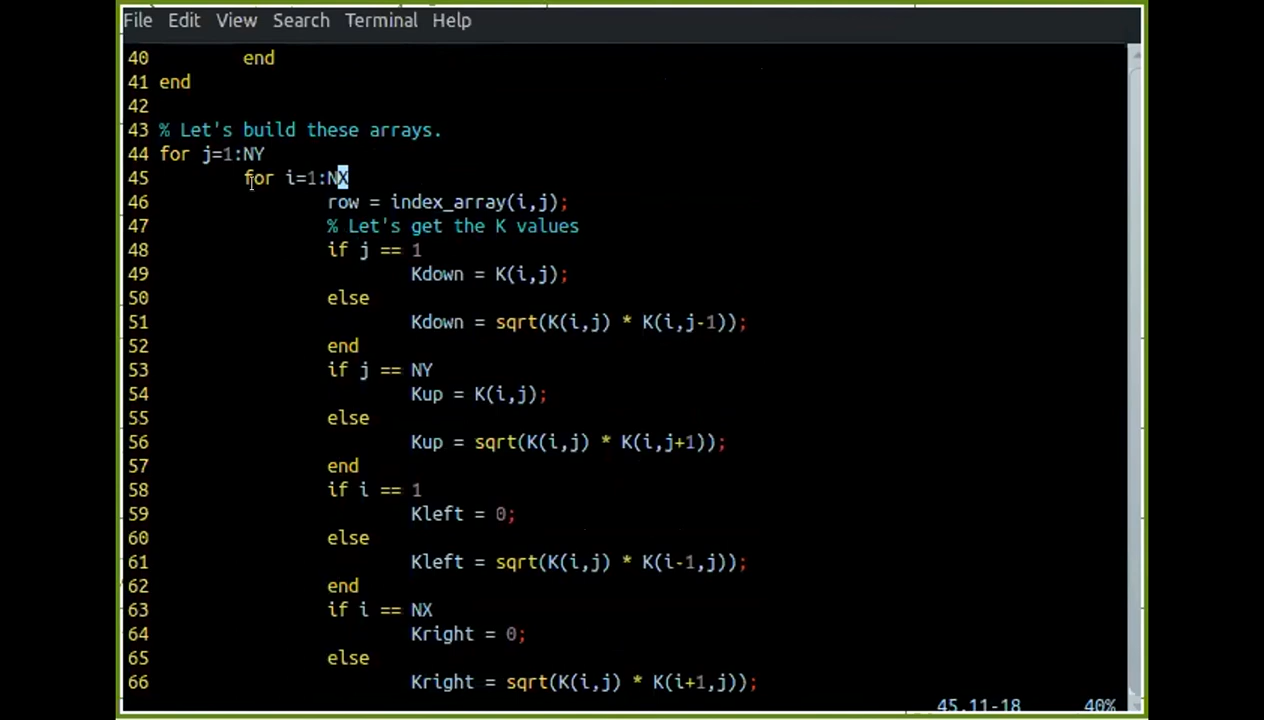 File Edit View Search Terminal Help
40 end
41 end
42
43 % Let's build these arrays.
44 for j=1:NY
45 for i=1:NX
46 row = index_array(i,j);
47 % Let's get the K values
48 if j == 1
49 Kdown = K(i,j);
50 else
51 Kdown = sqrt(K(i,j) * K(i,j-1));
52 end
53 if j == NY
54 Kup = K(i,j);
55 else
56 Kup = sqrt(K(i,j) * K(i,j+1));
57 end
58 if i == 1
59 Kleft = 0;
60 else
61 Kleft = sqrt(K(i,j) * K(i-1,j));
62 end
63 if i == NX
64 Kright = 0;
65 else
66 Kright = sqrt(K(i,j) * K(i+1,j));
45,11-18 40%